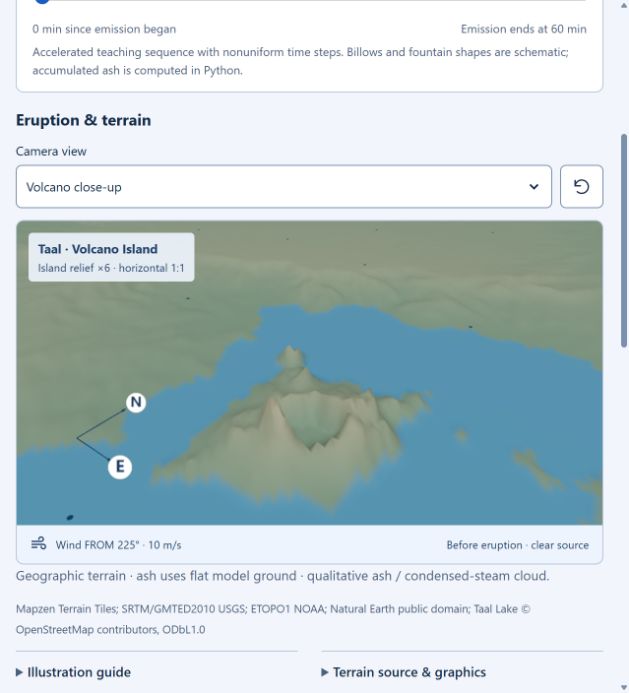 0 min since emission began
Emission ends at 60 min
Accelerated teaching sequence with nonuniform time steps. Billows and fountain shapes are schematic;
accumulated ash is computed in Python.
Eruption & terrain
Camera view
Volcano close-up
Taal · Volcano Island
Island relief ×6 · horizontal 1:1
N
E
Wind FROM 225° · 10 m/s
Before eruption · clear source
Geographic terrain · ash uses flat model ground · qualitative ash / condensed-steam cloud.
Mapzen Terrain Tiles; SRTM/GMTED2010 USGS; ETOPO1 NOAA; Natural Earth public domain; Taal Lake ©
OpenStreetMap contributors, ODbL1.0
Illustration guide
Terrain source & graphics